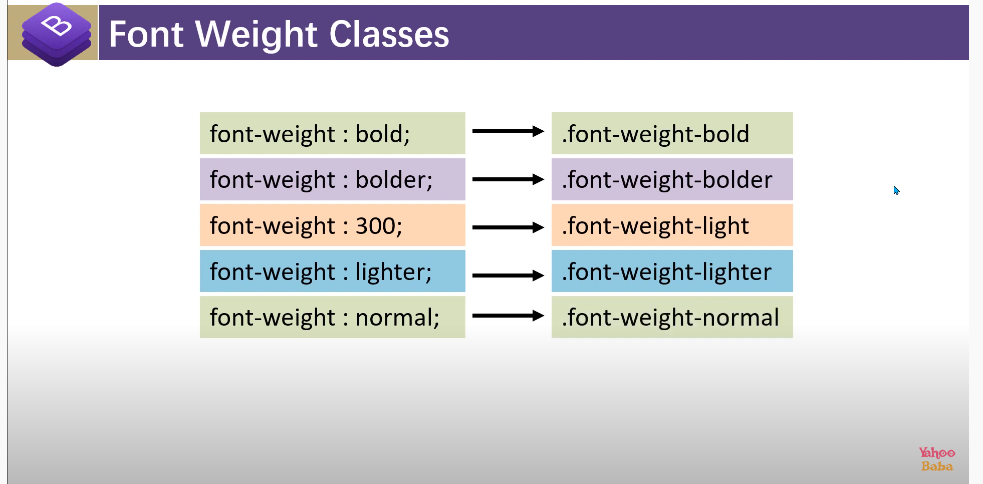 B
Font Weight Classes
font-weight : bold; .font-weight-bold
font-weight : bolder; .font-weight-bolder
font-weight : 300; .font-weight-light
font-weight : lighter; .font-weight-lighter
font-weight : normal; .font-weight-normal
Yahoo
Baba